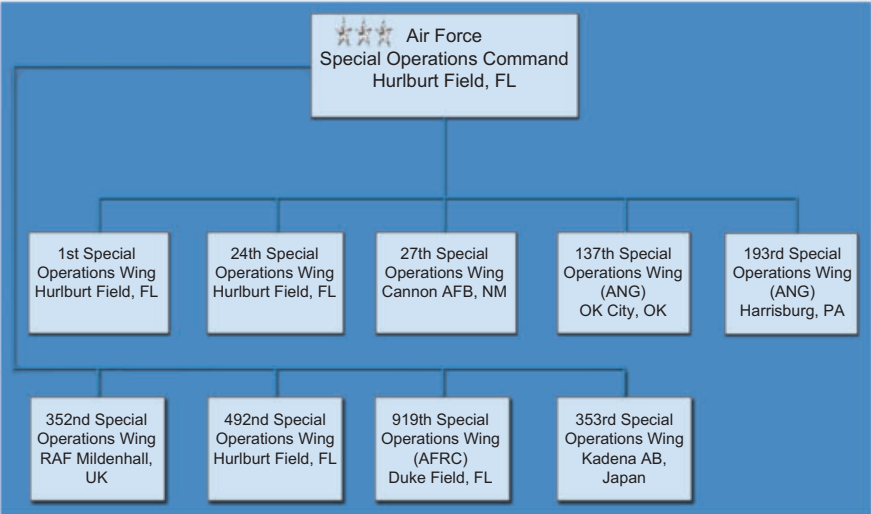 Air Force
Special Operations Command
Hurlburt Field, FL
1st Special
Operations Wing
Hurlburt Field, FL
24th Special
Operations Wing
Hurlburt Field, FL
27th Special
Operations Wing
Cannon AFB, NM
137th Special
Operations Wing
(ANG)
OK City, OK
193rd Special
Operations Wing
(ANG)
Harrisburg, PA
352nd Special
Operations Wing
RAF Mildenhall,
UK
492nd Special
Operations Wing
Hurlburt Field, FL
919th Special
Operations Wing
(AFRC)
Duke Field, FL
353rd Special
Operations Wing
Kadena AB,
Japan